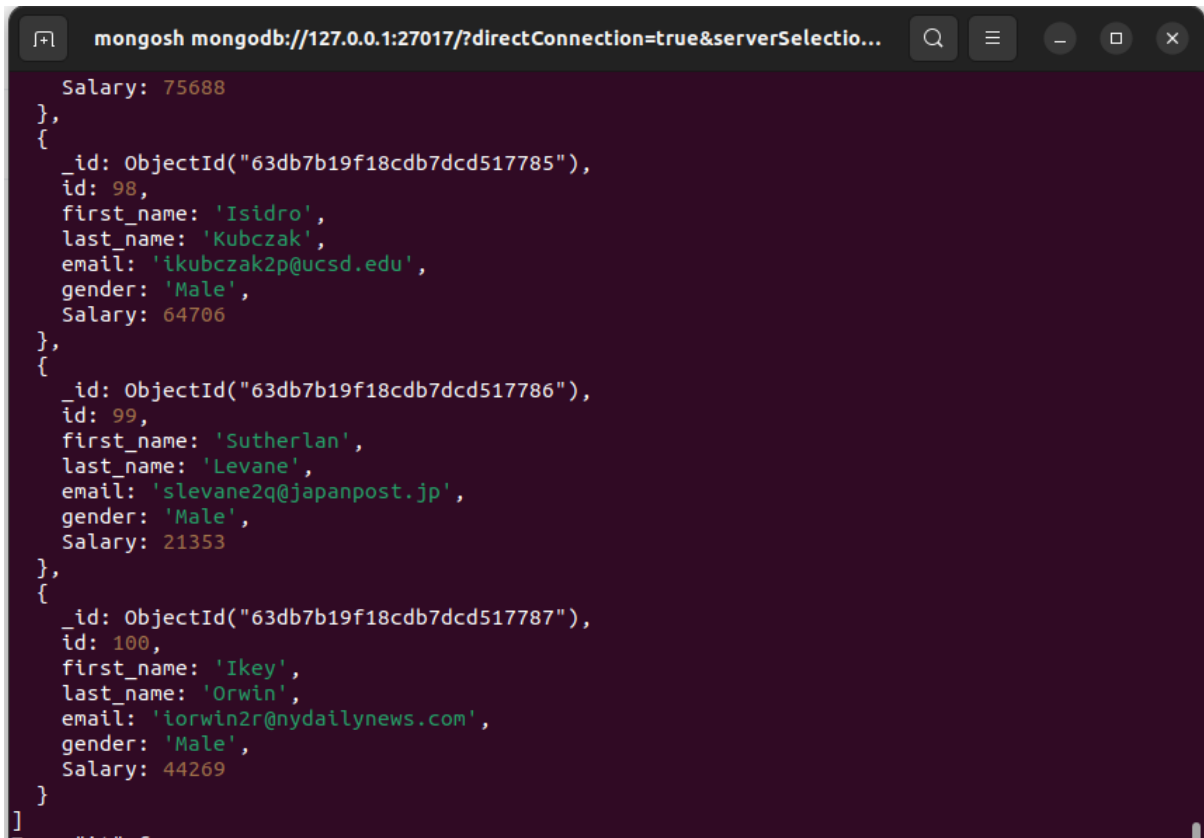 mongosh mongodb://127.0.0.1:27017/?directConnection=true&serverSelectio...
    Salary: 75688
  },
  {
    _id: ObjectId("63db7b19f18cdb7dcd517785"),
    id: 98,
    first_name: 'Isidro',
    last_name: 'Kubczak',
    email: 'ikubczak2p@ucsd.edu',
    gender: 'Male',
    Salary: 64706
  },
  {
    _id: ObjectId("63db7b19f18cdb7dcd517786"),
    id: 99,
    first_name: 'Sutherlan',
    last_name: 'Levane',
    email: 'slevane2q@japanpost.jp',
    gender: 'Male',
    Salary: 21353
  },
  {
    _id: ObjectId("63db7b19f18cdb7dcd517787"),
    id: 100,
    first_name: 'Ikey',
    last_name: 'Orwin',
    email: 'iorwin2r@nydailynews.com',
    gender: 'Male',
    Salary: 44269
  }
]